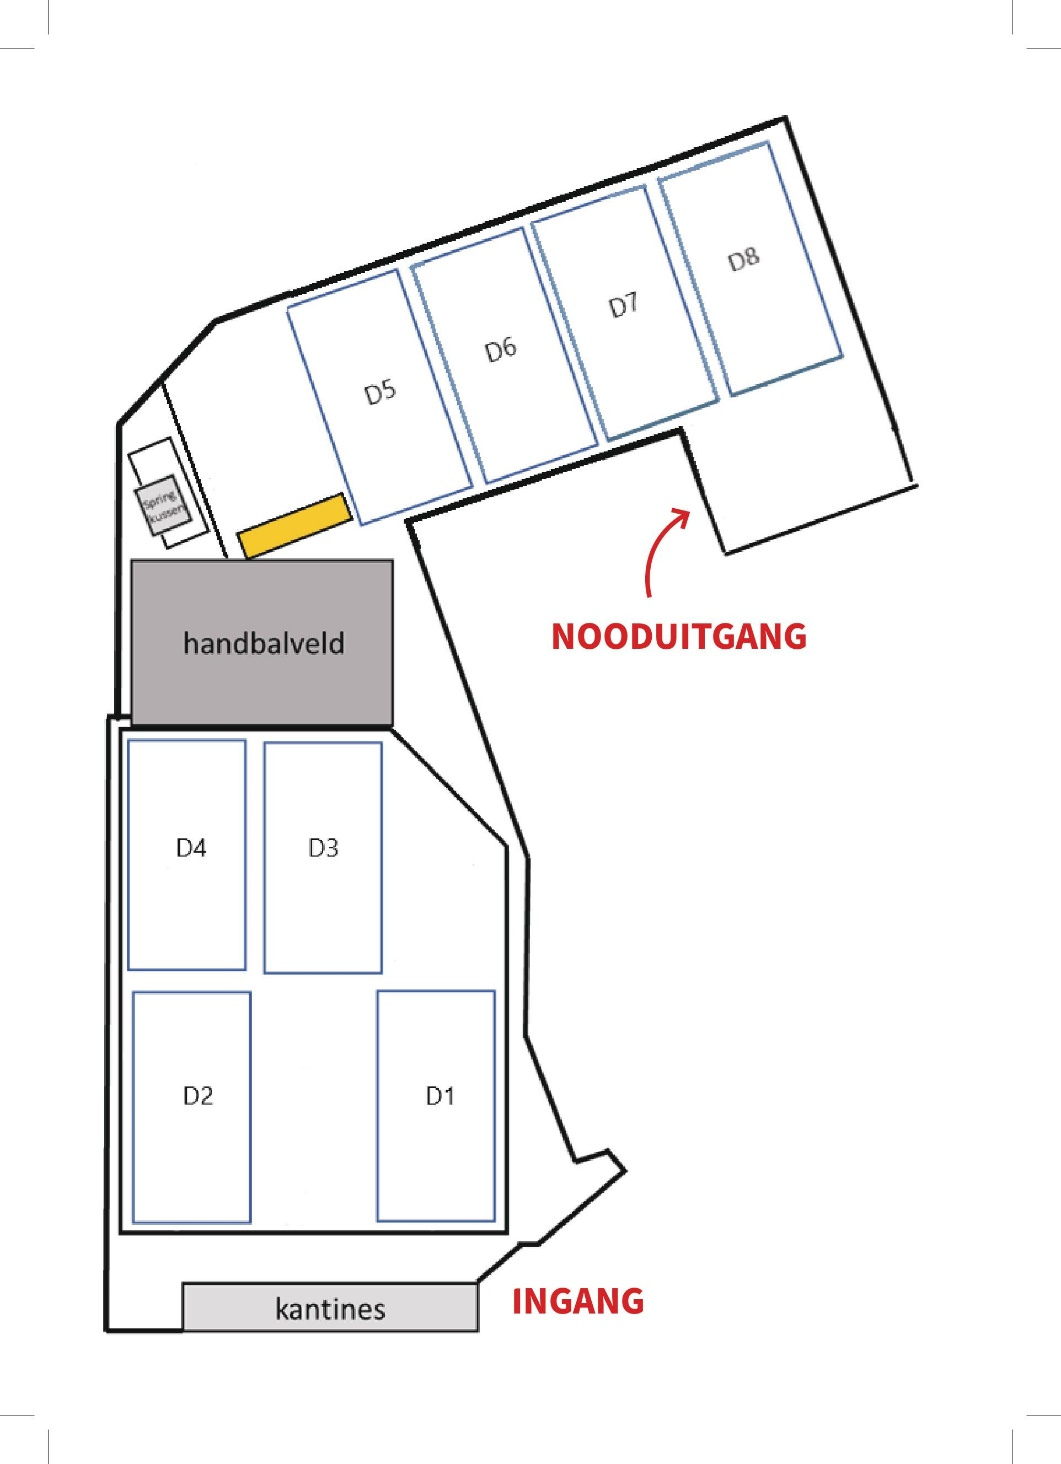 D8
D7
D6
D5
Spring
kussen
handbalveld
NOODUITGANG
D4
D3
D2
D1
INGANG
kantines